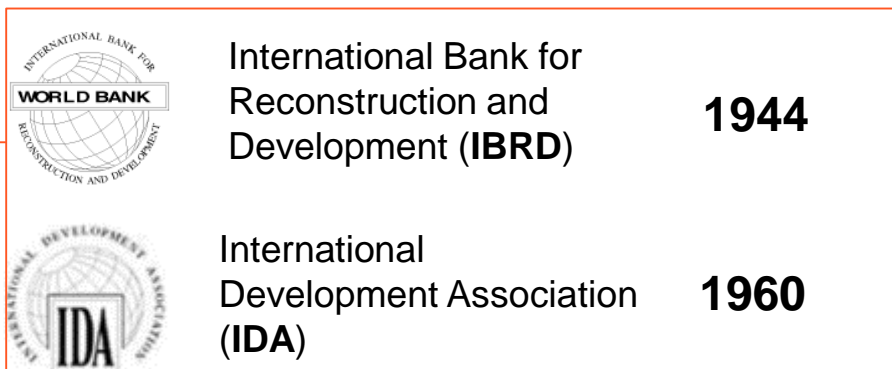 INTERNATIONAL BANK FOR
WORLD BANK
RECONSTRUCTION AND DEVELOPMENT
International Bank for
Reconstruction and
Development (IBRD)
1944
INTERNATIONAL DEVELOPMENT ASSOCIATION
IDA
International
Development Association
(IDA)
1960